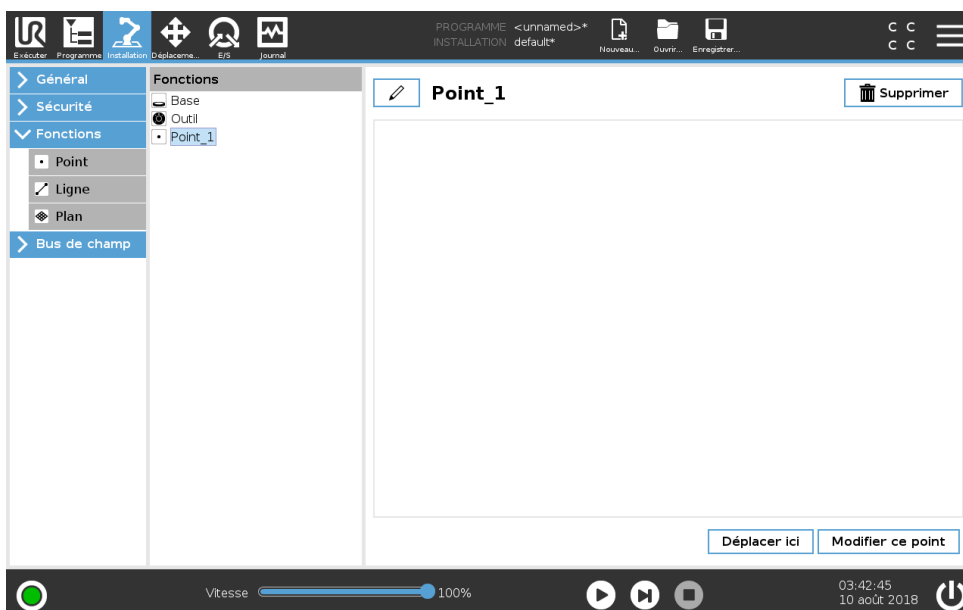 PROGRAMME <unnamed>*
INSTALLATION default*
C C
C C
UR
Exécuter Programme Installation Déplaceme... E/S Journal
Nouveau... Ouvrir... Enregistrer...
Général
Sécurité
Fonctions
Point
Ligne
Plan
Bus de champ
Fonctions
Base
Outil
Point_1
Point_1
Supprimer
Déplacer ici
Modifier ce point
Vitesse 100%
03:42:45
10 août 2018